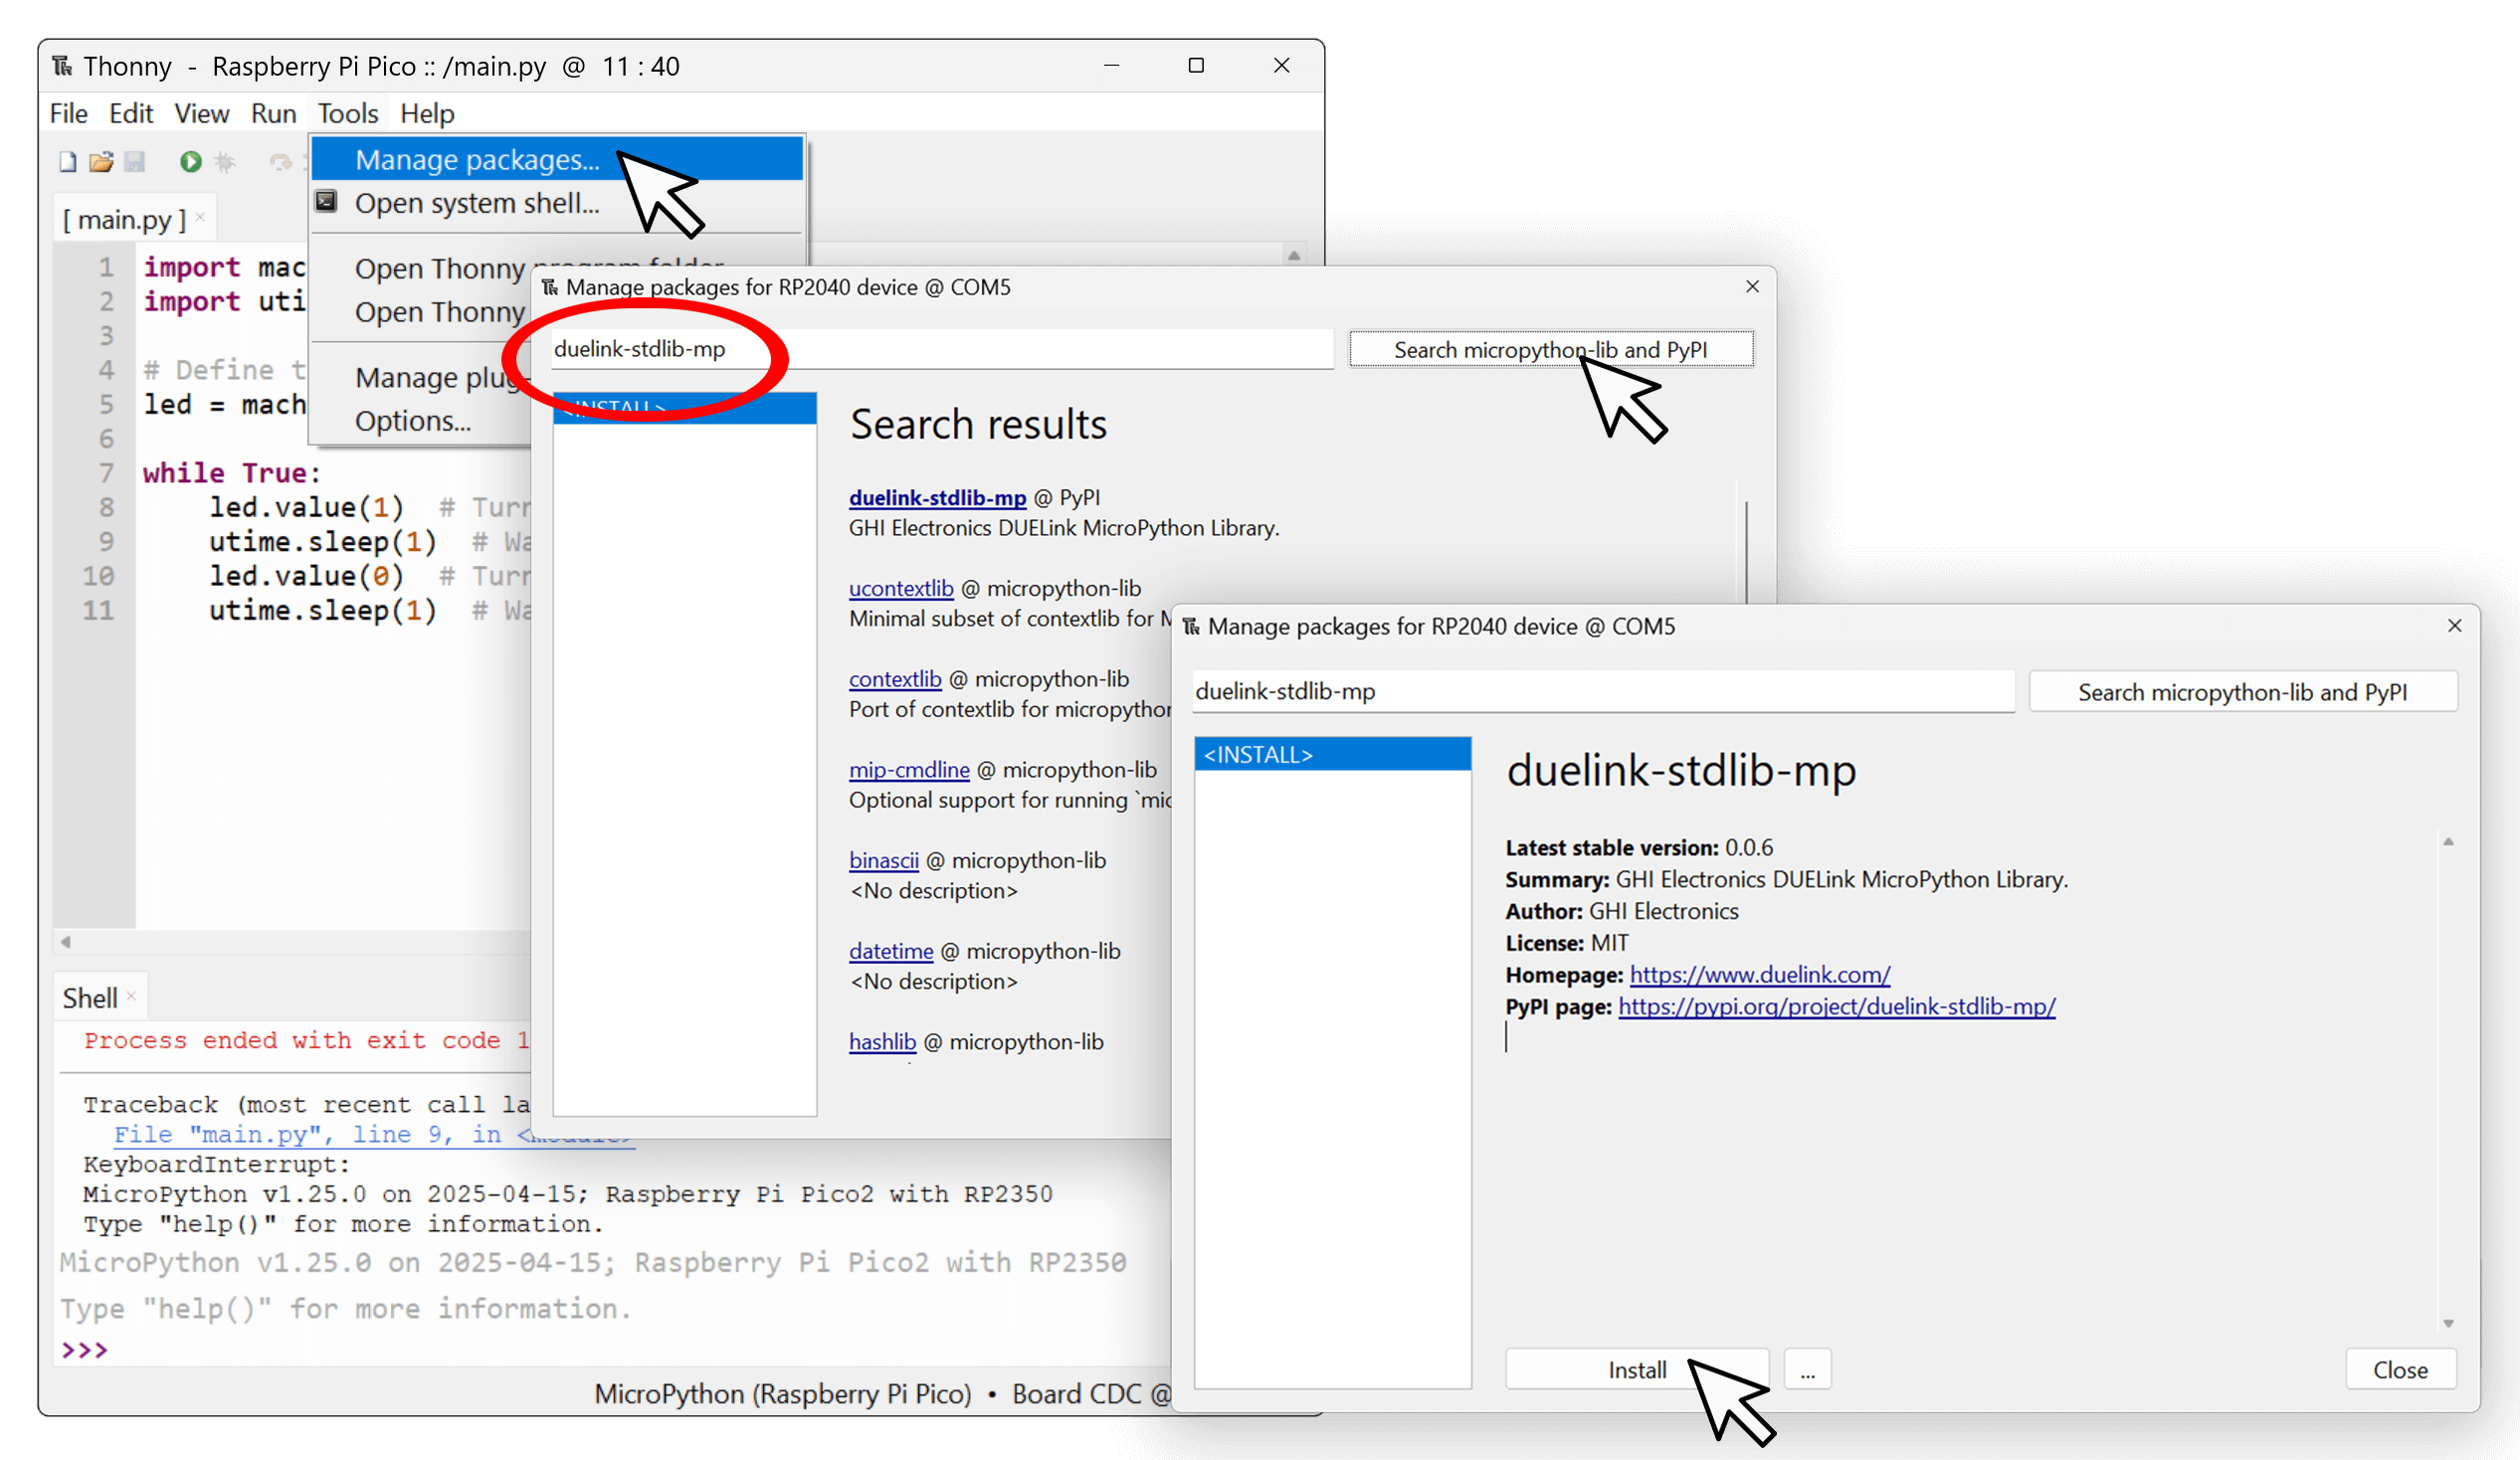 Thonny - Raspberry Pi Pico :: /main.py @ 11 : 40
File Edit View Run Tools Help
Manage packages...
Open system shell...
Open Thonny program folder
Open Thonny
Manage plug-
Options...
[ main.py ] ×
1 import mac
2 import uti
3
4 # Define t
5 led = mach
6
7 while True:
8 led.value(1) # Turn
9 utime.sleep(1) # Wa
10 led.value(0) # Turn
11 utime.sleep(1) # Wa
Shell ×
Process ended with exit code 1
Traceback (most recent call la
File "main.py", line 9, in <module>
KeyboardInterrupt:
MicroPython v1.25.0 on 2025-04-15; Raspberry Pi Pico2 with RP2350
Type "help()" for more information.
MicroPython v1.25.0 on 2025-04-15; Raspberry Pi Pico2 with RP2350
Type "help()" for more information.
>>>
MicroPython (Raspberry Pi Pico) • Board CDC @
Manage packages for RP2040 device @ COM5
duelink-stdlib-mp
Search micropython-lib and PyPI
<INSTALL>
Search results
duelink-stdlib-mp @ PyPI
GHI Electronics DUELink MicroPython Library.
ucontextlib @ micropython-lib
Minimal subset of contextlib for M
contextlib @ micropython-lib
Port of contextlib for micropython
mip-cmdline @ micropython-lib
Optional support for running `mic
binascii @ micropython-lib
<No description>
datetime @ micropython-lib
<No description>
hashlib @ micropython-lib
Manage packages for RP2040 device @ COM5
duelink-stdlib-mp
Search micropython-lib and PyPI
<INSTALL>
duelink-stdlib-mp
Latest stable version: 0.0.6
Summary: GHI Electronics DUELink MicroPython Library.
Author: GHI Electronics
License: MIT
Homepage: https://www.duelink.com/
PyPI page: https://pypi.org/project/duelink-stdlib-mp/
Install
...
Close